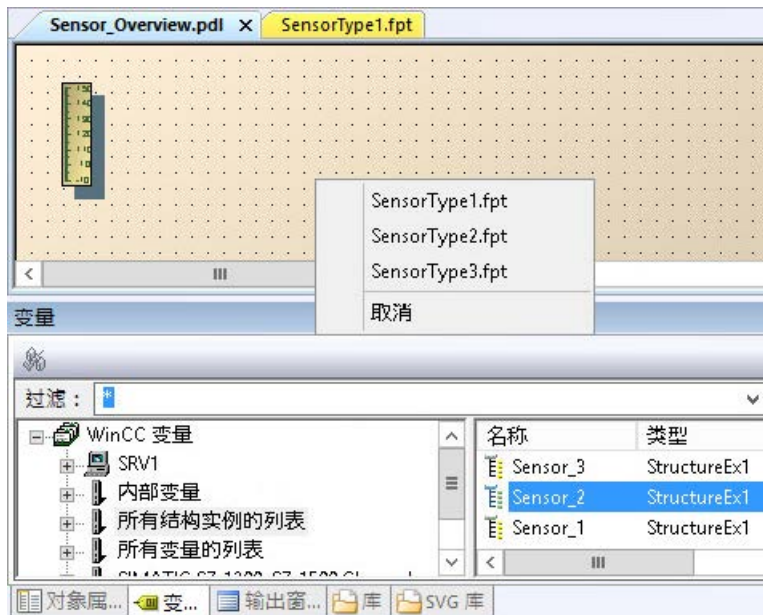 Sensor_Overview.pdl X SensorType1.fpt
SensorType1.fpt
SensorType2.fpt
SensorType3.fpt
取消
变量
过滤： *
WinCC 变量
SRV1
内部变量
所有结构实例的列表
所有变量的列表
名称 类型
Sensor_3 StructureEx1
Sensor_2 StructureEx1
Sensor_1 StructureEx1
对象属... 变... 输出窗... 库 SVG 库